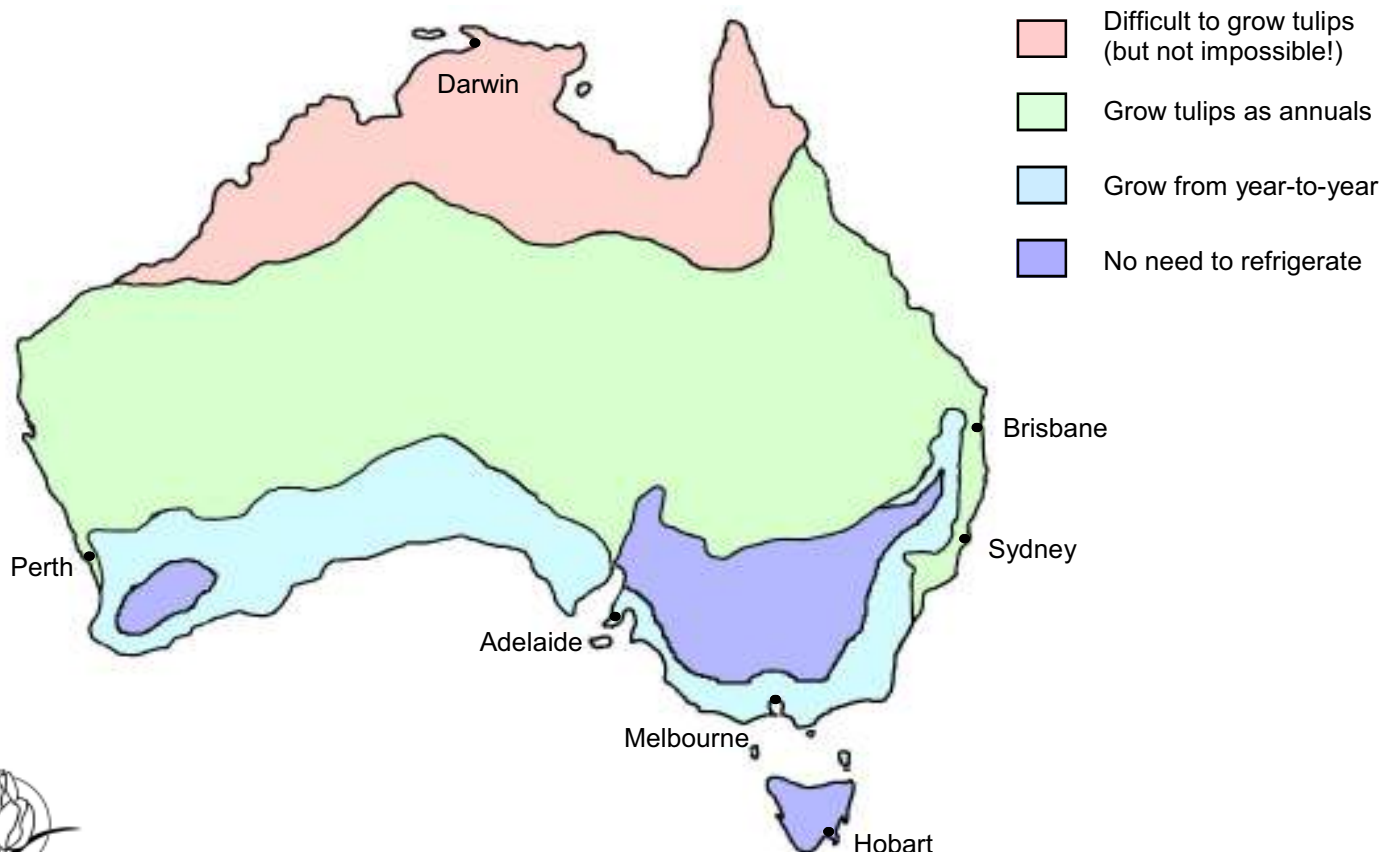 Difficult to grow tulips
(but not impossible!)
Grow tulips as annuals
Grow from year-to-year
No need to refrigerate
Darwin
Brisbane
Sydney
Perth
Adelaide
Melbourne
Hobart